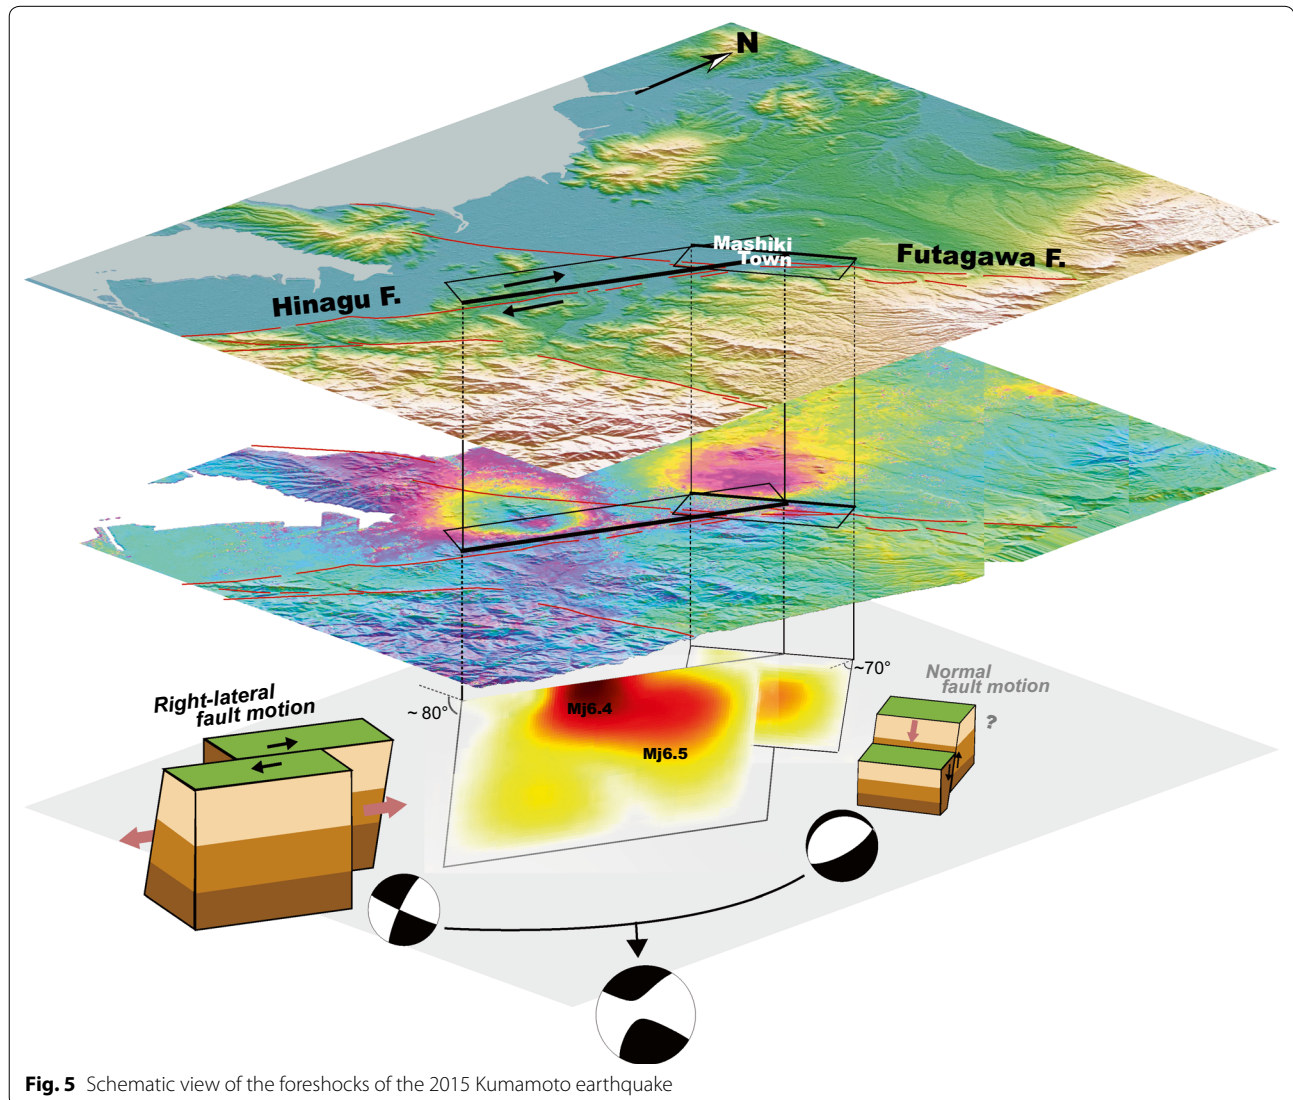 N
Mashiki
Town
Futagawa F.
Hinagu F.
~70°
Normal
fault motion
?
Right-lateral
fault motion
~ 80°
Mj6.4
Mj6.5
Fig. 5 Schematic view of the foreshocks of the 2015 Kumamoto earthquake